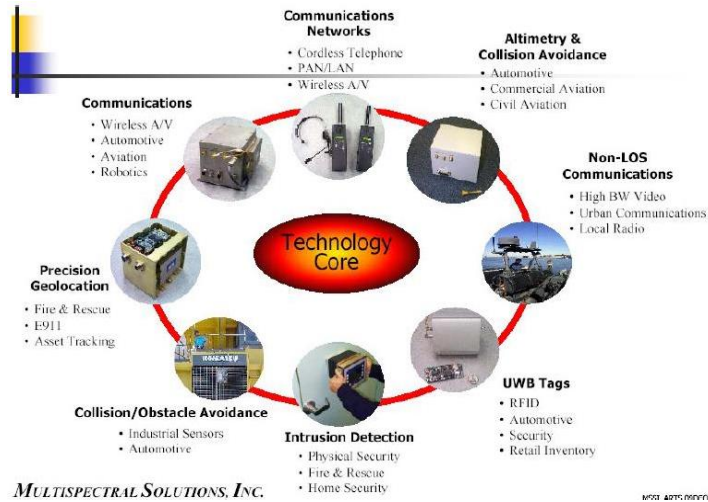 Communications
Networks
• Cordless Telephone
• PAN/LAN
• Wireless A/V
Altimetry &
Collision Avoidance
• Automotive
• Commercial Aviation
• Civil Aviation
Communications
• Wireless A/V
• Automotive
• Aviation
• Robotics
Non-LOS
Communications
• High BW Video
• Urban Communications
• Local Radio
Technology
Core
Precision
Geolocation
• Fire & Rescue
• E911
• Asset Tracking
UWB Tags
• RFID
• Automotive
• Security
• Retail Inventory
Collision/Obstacle Avoidance
• Industrial Sensors
• Automotive
Intrusion Detection
• Physical Security
• Fire & Rescue
• Home Security
MULTISPECTRAL SOLUTIONS, INC.